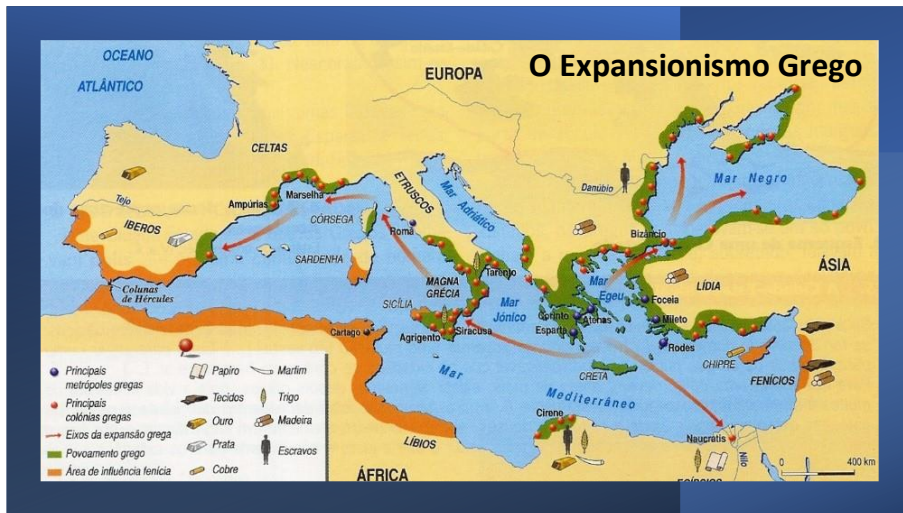 O Expansionismo Grego
OCEANO
ATLÂNTICO
EUROPA
CELTAS
Tejo
IBEROS
Ampúrias
Marselha
CÓRSEGA
SARDENHA
ETRUSCOS
Roma
Mar Adriático
Danúbio
Mar Negro
Bizâncio
ÁSIA
Colunas
de Hércules
MAGNA
GRÉCIA
Tarento
SICÍLIA
Cartago
Agrigento
Siracusa
Mar
Jónico
Corinto
Atenas
Esparta
Mar
Egeu
LÍDIA
Foceia
Mileto
Rodes
CRETA
CHIPRE
FENÍCIOS
Mar Mediterrâneo
Cirene
LÍBIOS
ÁFRICA
Naucratis
Nilo
0 400 km
Principais
metrópoles gregas
Principais
colónias gregas
Eixos da expansão grega
Povoamento grego
Área de influência fenícia
Papiro
Tecidos
Ouro
Prata
Cobre
Marfim
Trigo
Madeira
Escravos